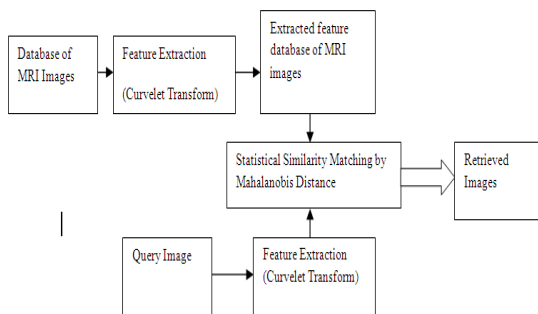 Database of
MRI Images
Feature Extraction
(Curvelet Transform)
Extracted feature
database of MRI
images
Statistical Similarity Matching by
Mahalanobis Distance
Retrieved
Images
Query Image
Feature Extraction
(Curvelet Transform)